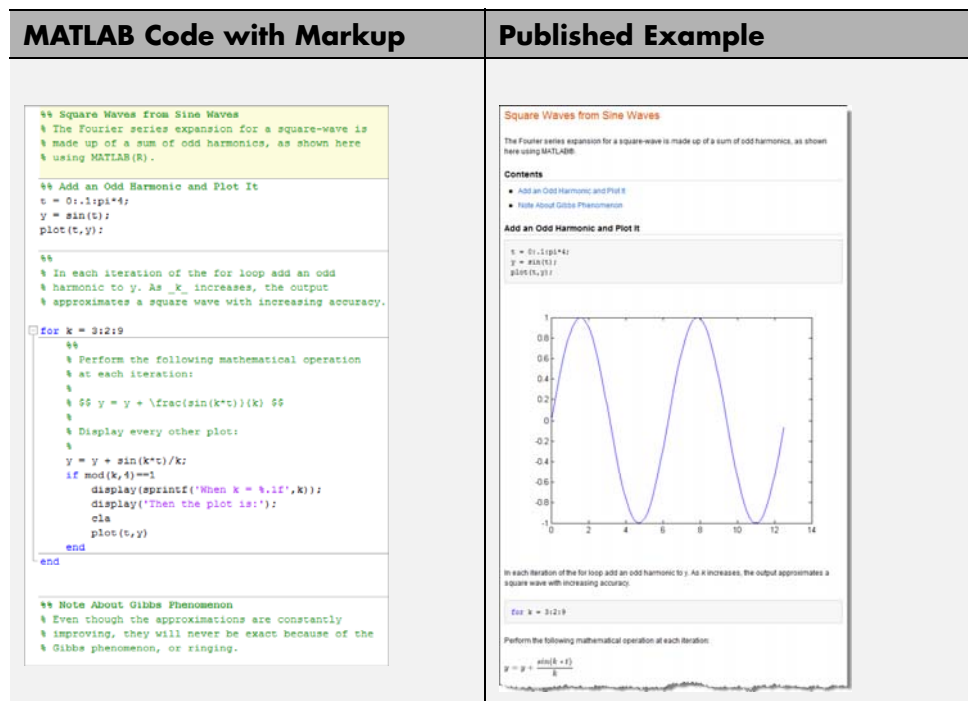 MATLAB Code with Markup
%% Square Waves from Sine Waves
% The Fourier series expansion for a square-wave is
% made up of a sum of odd harmonics, as shown here
% using MATLAB(R).
%% Add an Odd Harmonic and Plot It
t = 0:.1:pi*4;
y = sin(t);
plot(t,y);
%%
% In each iteration of the for loop add an odd
% harmonic to y. As _k_ increases, the output
% approximates a square wave with increasing accuracy.
for k = 3:2:9
%%
% Perform the following mathematical operation
% at each iteration:
%
% $$ y = y + \frac{sin(k*t)}{k} $$
%
% Display every other plot:
%
y = y + sin(k*t)/k;
if mod(k,4)==1
display(sprintf('When k = %.1f',k));
display('Then the plot is:');
cla
plot(t,y)
end
end
%% Note About Gibbs Phenomenon
% Even though the approximations are constantly
% improving, they will never be exact because of the
% Gibbs phenomenon, or ringing.
Published Example
Square Waves from Sine Waves
The Fourier series expansion for a square-wave is made up of a sum of odd harmonics, as shown
here using MATLAB®.
Contents
• Add an Odd Harmonic and Plot It
• Note About Gibbs Phenomenon
Add an Odd Harmonic and Plot It
t = 0:.1:pi*4;
y = sin(t);
plot(t,y);
1
0.8
0.6
0.4
0.2
0
-0.2
-0.4
-0.6
-0.8
-1
0 2 4 6 8 10 12 14
In each iteration of the for loop add an odd harmonic to y. As k increases, the output approximates a
square wave with increasing accuracy.
for k = 3:2:9
Perform the following mathematical operation at each iteration:
y = y + sin(k * t) / k